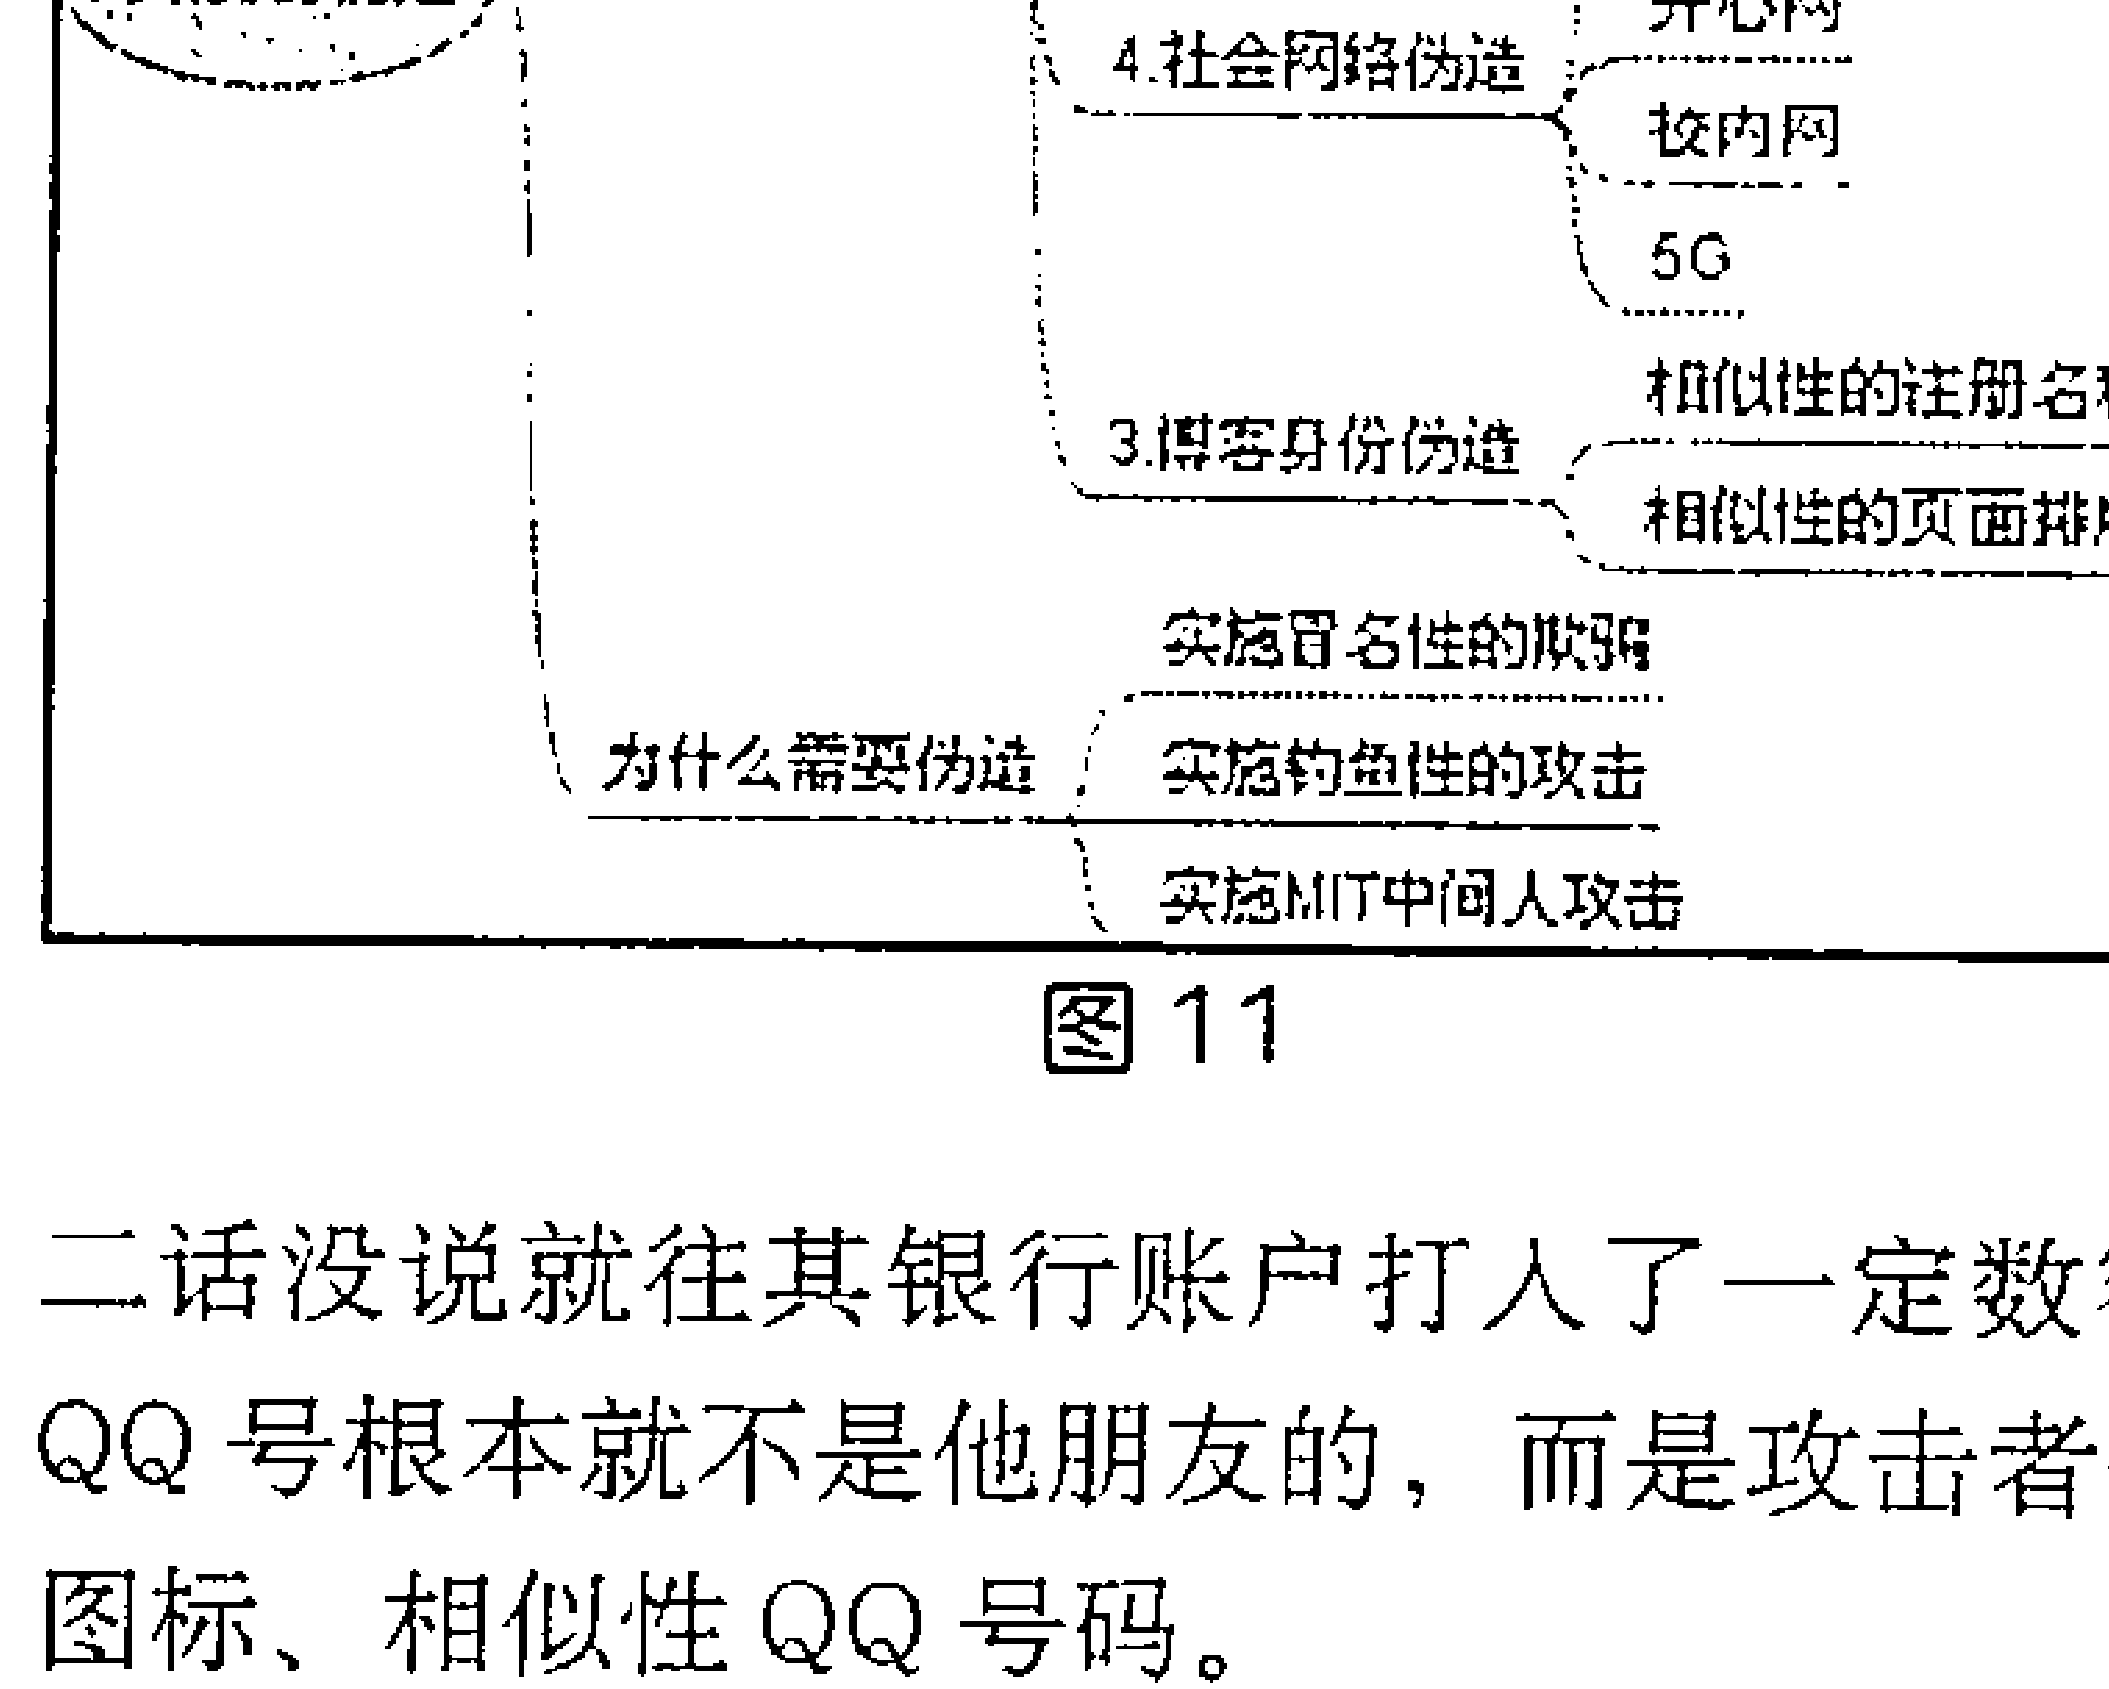 开心网
4.社会网络伪造
校内网
5G
相似性的注册名
3.博客身份伪造
相似性的页面排
实施冒名性的欺骗
为什么需要伪造
实施钓鱼性的攻击
实施MIT中间人攻击
图 11
二话没说就往其银行账户打入了一定数
QQ 号根本就不是他朋友的，而是攻击者
图标、相似性 QQ 号码。